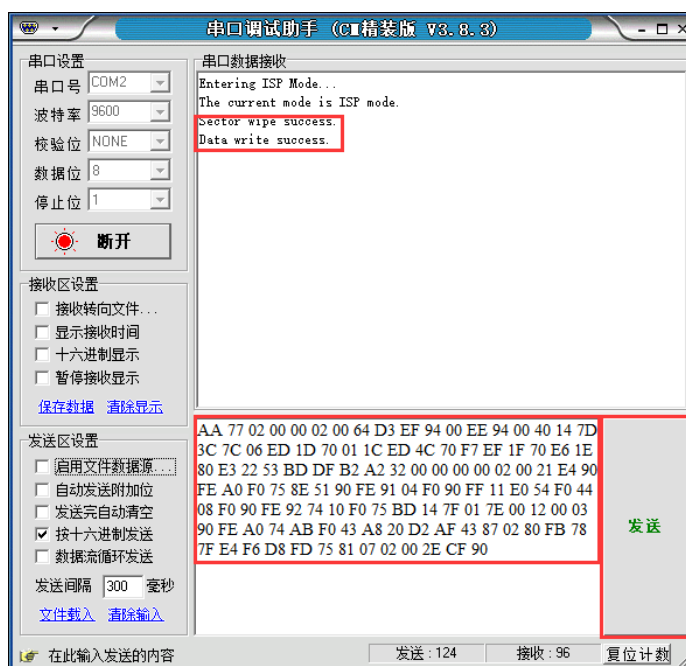 串口调试助手 (CM精装版 V3.8.3)
串口设置
串口号 COM2
波特率 9600
校验位 NONE
数据位 8
停止位 1
断开
接收区设置
接收转向文件...
显示接收时间
十六进制显示
暂停接收显示
保存数据 清除显示
发送区设置
启用文件数据源...
自动发送附加位
发送完自动清空
按十六进制发送
数据流循环发送
发送间隔 300 毫秒
文件载入 清除输入
串口数据接收
Entering ISP Mode...
The current mode is ISP mode.
Sector wipe success.
Data write success.
AA 77 02 00 00 02 00 64 D3 EF 94 00 EE 94 00 40 14 7D
3C 7C 06 ED 1D 70 01 1C ED 4C 70 F7 EF 1F 70 E6 1E
80 E3 22 53 BD DF B2 A2 32 00 00 00 00 02 00 21 E4 90
FE A0 F0 75 8E 51 90 FE 91 04 F0 90 FF 11 E0 54 F0 44
08 F0 90 FE 92 74 10 F0 75 BD 14 7F 01 7E 00 12 00 03
90 FE A0 74 AB F0 43 A8 20 D2 AF 43 87 02 80 FB 78
7F E4 F6 D8 FD 75 81 07 02 00 2E CF 90
发送
在此输入发送的内容
发送:124
接收:96
复位计数